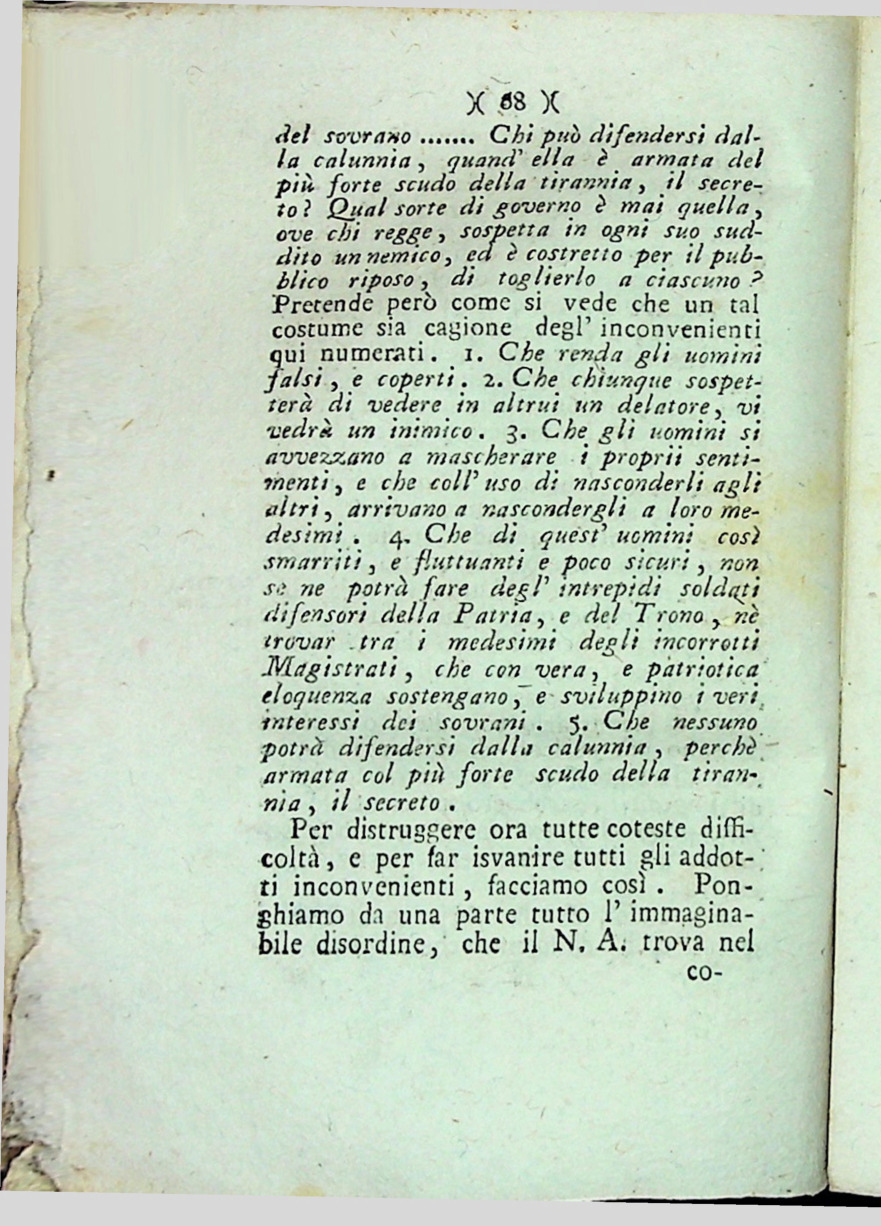 )( 68 )(
del sovrano ....... Chi può difendersi dal-
la calunnia, quand' ella è armata del
più forte scudo della tirannia, il secre-
to? Qual sorte di governo è mai quella,
ove chi regge, sospetta in ogni suo sud-
dito un nemico, ed è costretto per il pub-
blico riposo, di toglierlo a ciascuno?
Pretende però come si vede che un tal
costume sia cagione degl' inconvenienti
qui numerati. 1. Che renda gli uomini
falsi, e coperti. 2. Che chiunque sospet-
terà di vedere in altrui un delatore, vi
vedrà un inimico. 3. Che gli uomini si
avvezzano a mascherare i proprii senti-
menti, e che coll' uso di nasconderli agli
altri, arrivano a nascondergli a loro me-
desimi. 4. Che di quest' uomini così
smarriti, e fluttuanti e poco sicuri, non
se ne potrà fare degl' intrepidi soldati
difensori della Patria, e del Trono, nè
trovar tra i medesimi degli incorrotti
Magistrati, che con vera, e patriotica
eloquenza sostengano, e sviluppino i veri
interessi dei sovrani. 5. Che nessuno
potrà difendersi dalla calunnia, perchè
armata col più forte scudo della tiran-
nia, il secreto.
Per distruggere ora tutte coteste diffi-
coltà, e per far isvanire tutti gli addot-
ti inconvenienti, facciamo così. Pon-
ghiamo da una parte tutto l' immagina-
bile disordine, che il N. A. trova nel
co-